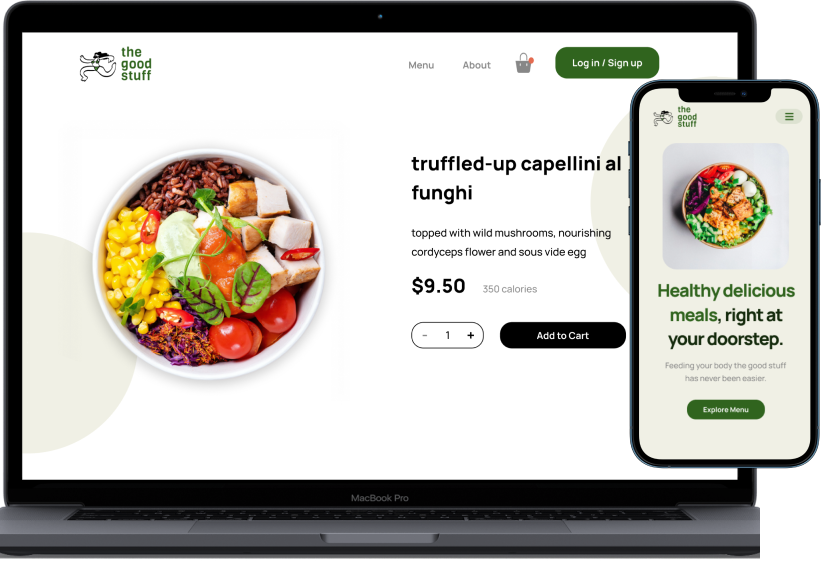 the
good
stuff
Menu
About
Log in / Sign up
truffled-up capellini al
funghi
topped with wild mushrooms, nourishing
cordyceps flower and sous vide egg
$9.50
350 calories
- 1 +
Add to Cart
MacBook Pro
the
good
stuff
Healthy delicious
meals, right at
your doorstep.
Feeding your body the good stuff
has never been easier.
Explore Menu